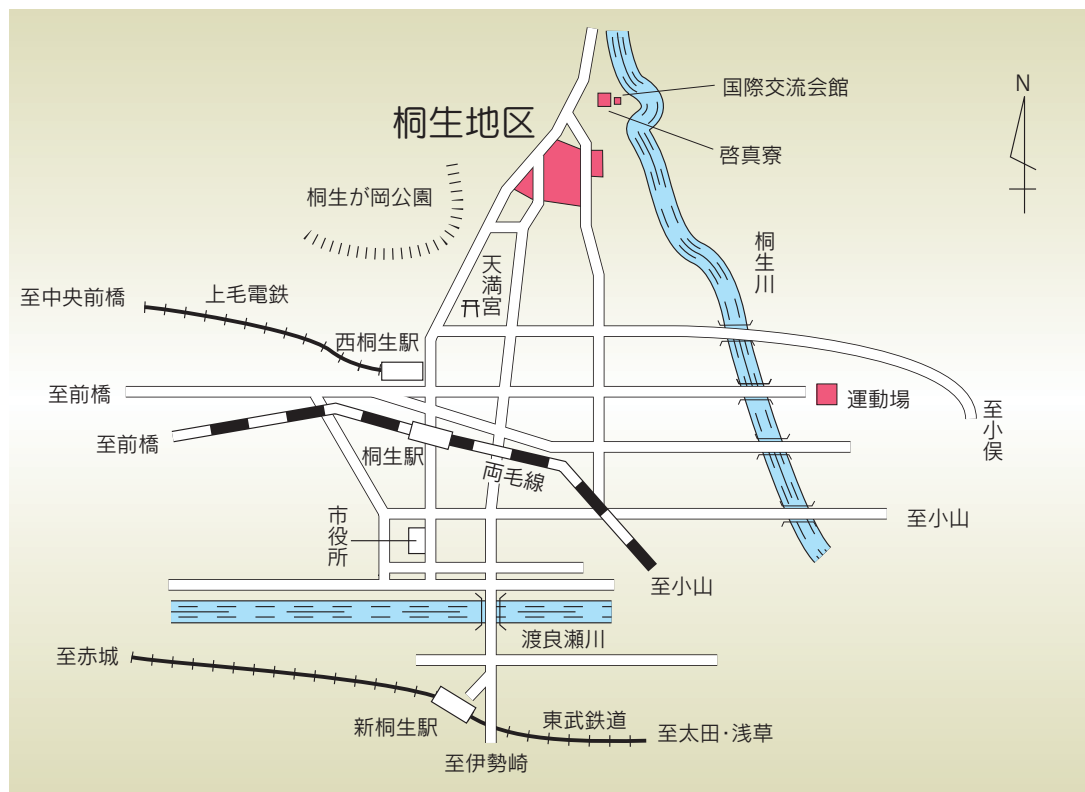 N
国際交流会館
桐生地区
啓真寮
桐生が岡公園
桐生川
天満宮
至中央前橋
上毛電鉄
西桐生駅
至前橋
運動場
至小俣
至前橋
桐生駅
両毛線
市役所
至小山
至小山
渡良瀬川
至赤城
新桐生駅
東武鉄道
至太田・浅草
至伊勢崎